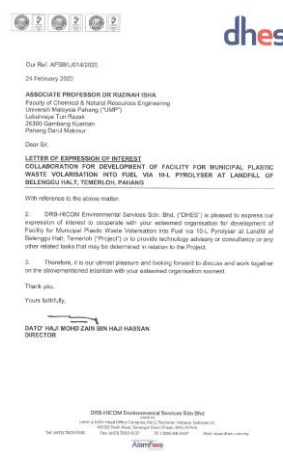 dhes
Our Ref: AFSB/L/014/2020
24 February 2020
ASSOCIATE PROFESSOR DR RUZINAH ISHA
Faculty of Chemical & Natural Resources Engineering
Universiti Malaysia Pahang ("UMP")
Lebuhraya Tun Razak
26300 Gambang Kuantan
Pahang Darul Makmur
Dear Sir,
LETTER OF EXPRESSION OF INTEREST
COLLABORATION FOR DEVELOPMENT OF FACILITY FOR MUNICIPAL PLASTIC
WASTE VOLARISATION INTO FUEL VIA 10-L PYROLYSER AT LANDFILL OF
BELENGGU HALT, TEMERLOH, PAHANG
With reference to the above matter.
2. DRB-HICOM Environmental Services Sdn. Bhd. ("DHES") is pleased to express our
expression of interest to cooperate with your esteemed organisation for development of
Facility for Municipal Plastic Waste Volarisation into Fuel via 10-L Pyrolyser at Landfill of
Belenggu Halt, Temerloh ("Project") or to provide technology advisory or consultancy or any
other related tasks that may be determined in relation to the Project.
3. Therefore, it is our utmost pleasure and looking forward to discuss and work together
on the abovementioned intention with your esteemed organisation soonest.
Thank you.
Yours faithfully,
DATO' HAJI MOHD ZAIN BIN HAJI HASSAN
DIRECTOR
DRB-HICOM Environmental Services Sdn Bhd